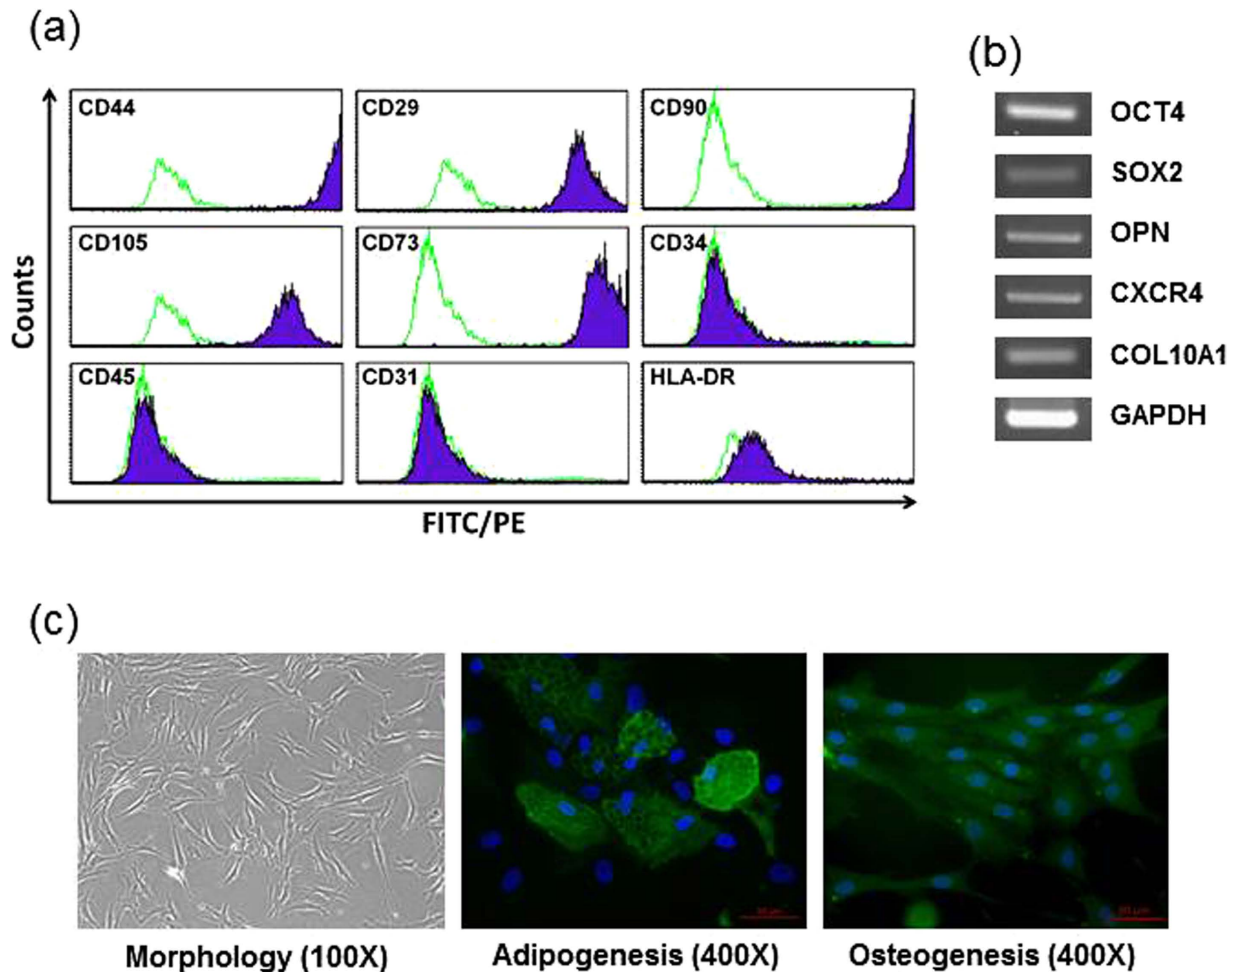 (a)
CD44
CD29
CD90
CD105
CD73
CD34
CD45
CD31
HLA-DR
Counts
FITC/PE
(b)
OCT4
SOX2
OPN
CXCR4
COL10A1
GAPDH
(c)
Morphology (100X)
Adipogenesis (400X)
Osteogenesis (400X)